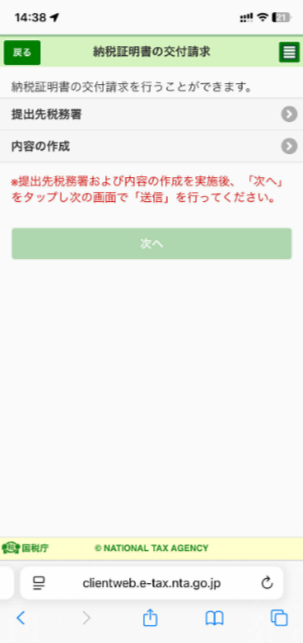 14:38
21
戻る
納税証明書の交付請求
納税証明書の交付請求を行うことができます。
提出先税務署
内容の作成
※提出先税務署および内容の作成を実施後、「次へ」
をタップし次の画面で「送信」を行ってください。
次へ
国税庁
© NATIONAL TAX AGENCY
clientweb.e-tax.nta.go.jp